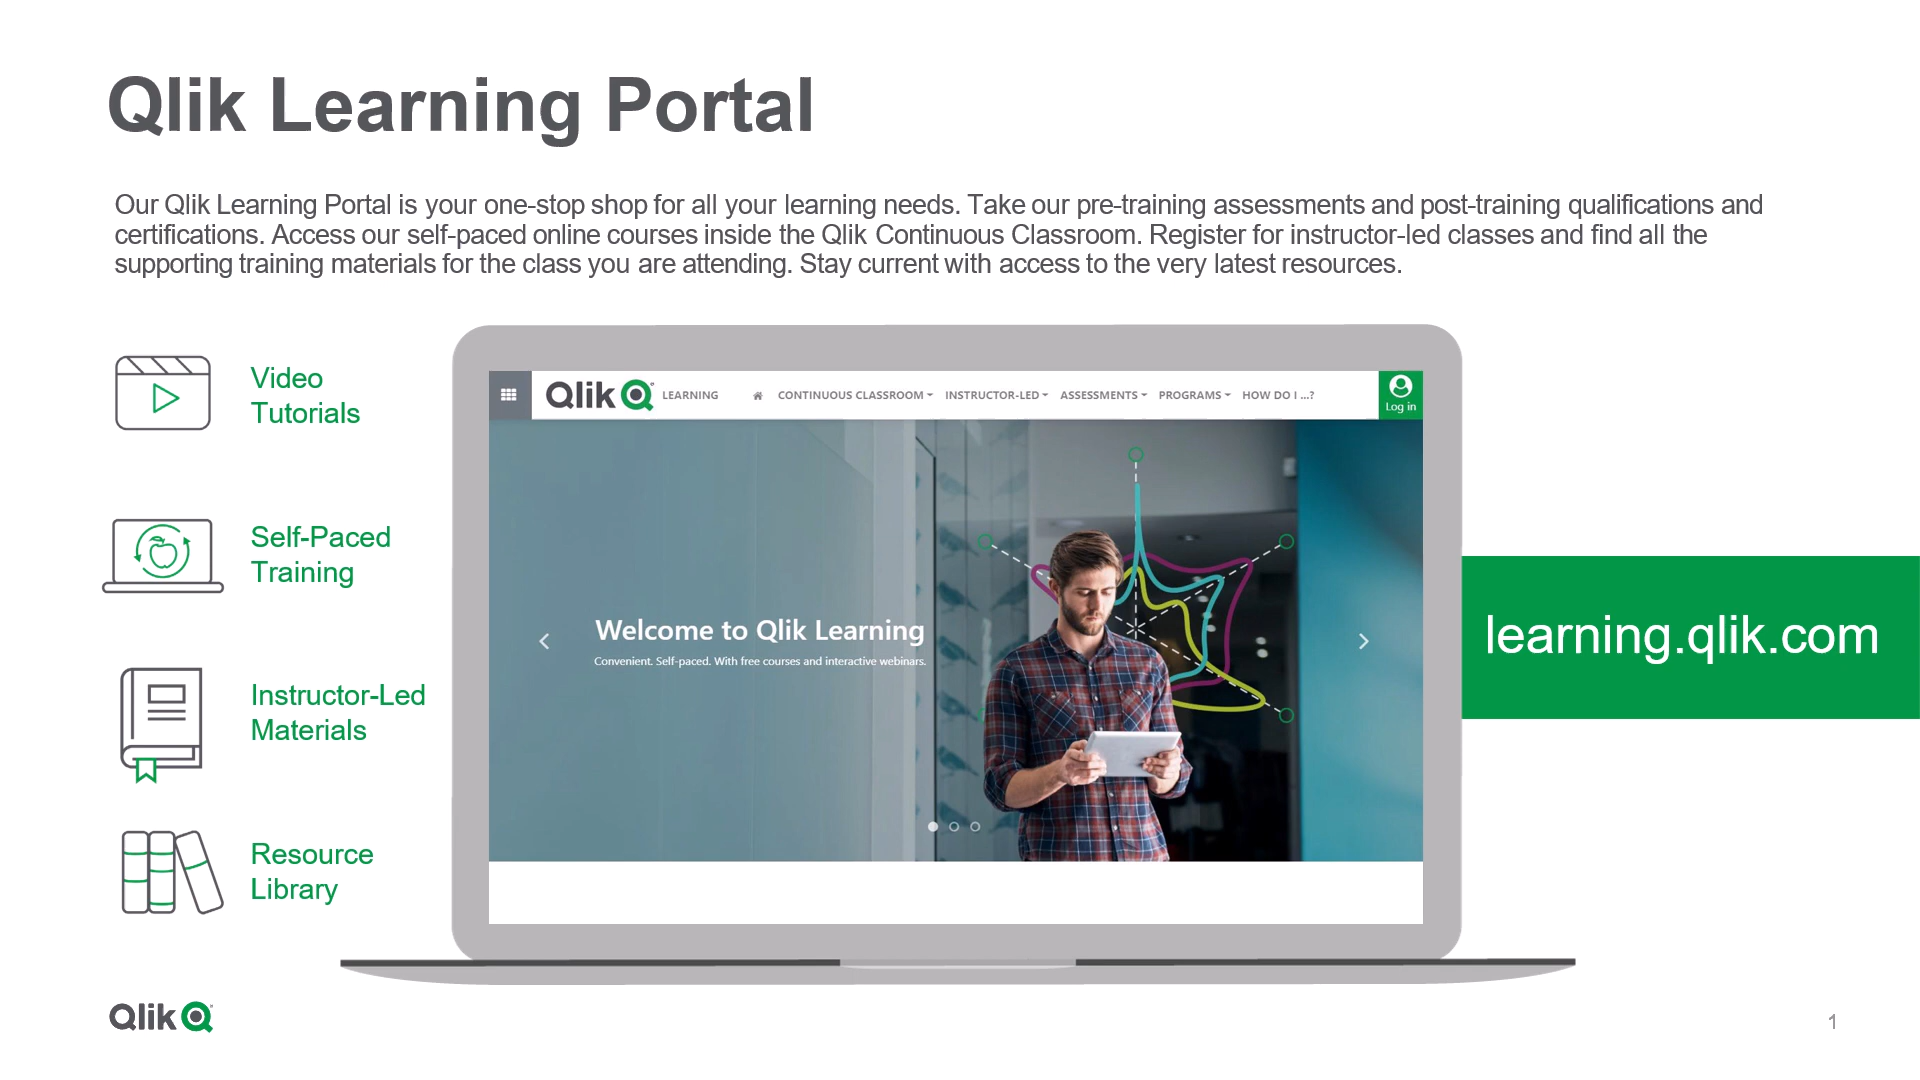 Qlik Learning Portal
Our Qlik Learning Portal is your one-stop shop for all your learning needs. Take our pre-training assessments and post-training qualifications and
certifications. Access our self-paced online courses inside the Qlik Continuous Classroom. Register for instructor-led classes and find all the
supporting training materials for the class you are attending. Stay current with access to the very latest resources.
Video
Tutorials
Self-Paced
Training
Instructor-Led
Materials
Resource
Library
Qlik LEARNING CONTINUOUS CLASSROOM INSTRUCTOR-LED ASSESSMENTS PROGRAMS HOW DO I ...? Log in
Welcome to Qlik Learning
Convenient. Self-paced. With free courses and interactive webinars.
learning.qlik.com
Qlik
1